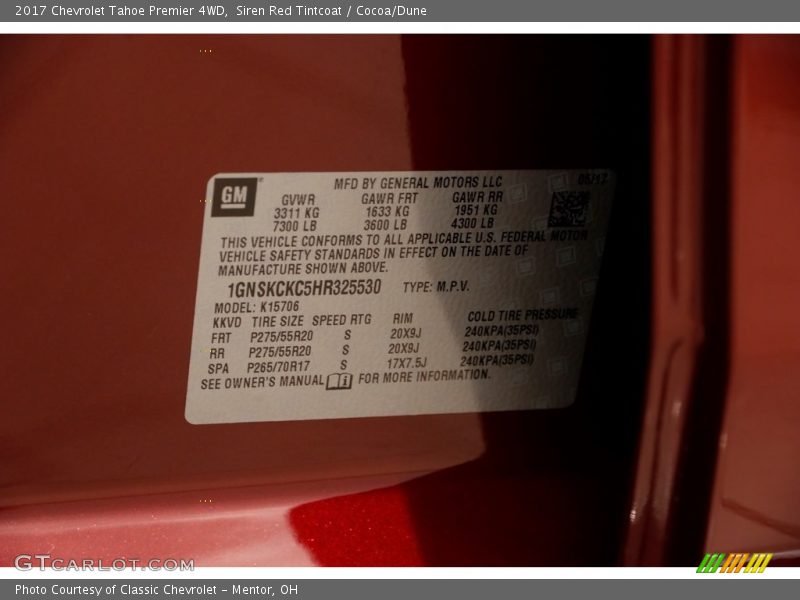 2017 Chevrolet Tahoe Premier 4WD,  Siren Red Tintcoat / Cocoa/Dune
GM
MFD BY GENERAL MOTORS LLC
05/17
GVWR GAWR FRT GAWR RR
3311 KG 1633 KG 1951 KG
7300 LB 3600 LB 4300 LB
THIS VEHICLE CONFORMS TO ALL APPLICABLE U.S. FEDERAL MOTOR
VEHICLE SAFETY STANDARDS IN EFFECT ON THE DATE OF
MANUFACTURE SHOWN ABOVE.
1GNSKCKC5HR325530 TYPE: M.P.V.
MODEL: K15706
KKVD TIRE SIZE SPEED RTG RIM COLD TIRE PRESSURE
FRT P275/55R20 S 20X9J 240KPA(35PSI)
RR P275/55R20 S 20X9J 240KPA(35PSI)
SPA P265/70R17 S 17X7.5J 240KPA(35PSI)
SEE OWNER'S MANUAL FOR MORE INFORMATION.
GTCARLOT.COM
Photo Courtesy of Classic Chevrolet - Mentor, OH